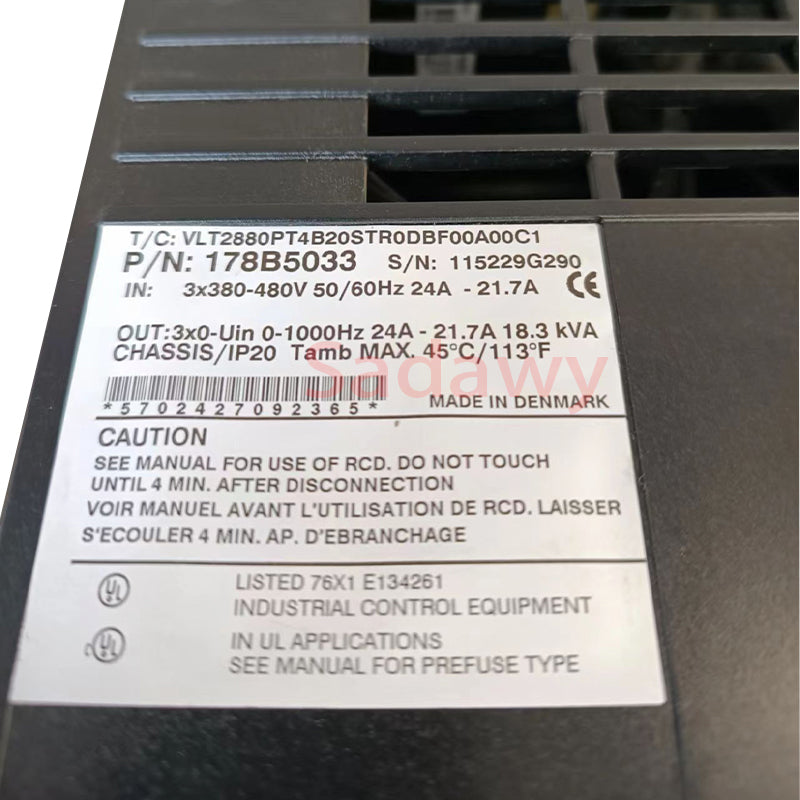 T/C: VLT2880PT4B20STR0DBF00A00C1
P/N: 178B5033 S/N: 115229G290
IN: 3x380-480V 50/60Hz 24A - 21.7A CE
OUT:3x0-Uin 0-1000Hz 24A - 21.7A 18.3 kVA
CHASSIS/IP20 Tamb MAX. 45°C/113°F
Sadawy
*5702427092365* MADE IN DENMARK
CAUTION
SEE MANUAL FOR USE OF RCD. DO NOT TOUCH
UNTIL 4 MIN. AFTER DISCONNECTION
VOIR MANUEL AVANT L'UTILISATION DE RCD. LAISSER
S'ECOULER 4 MIN. AP. D'EBRANCHAGE
UL LISTED 76X1 E134261
INDUSTRIAL CONTROL EQUIPMENT
c UL IN UL APPLICATIONS
SEE MANUAL FOR PREFUSE TYPE